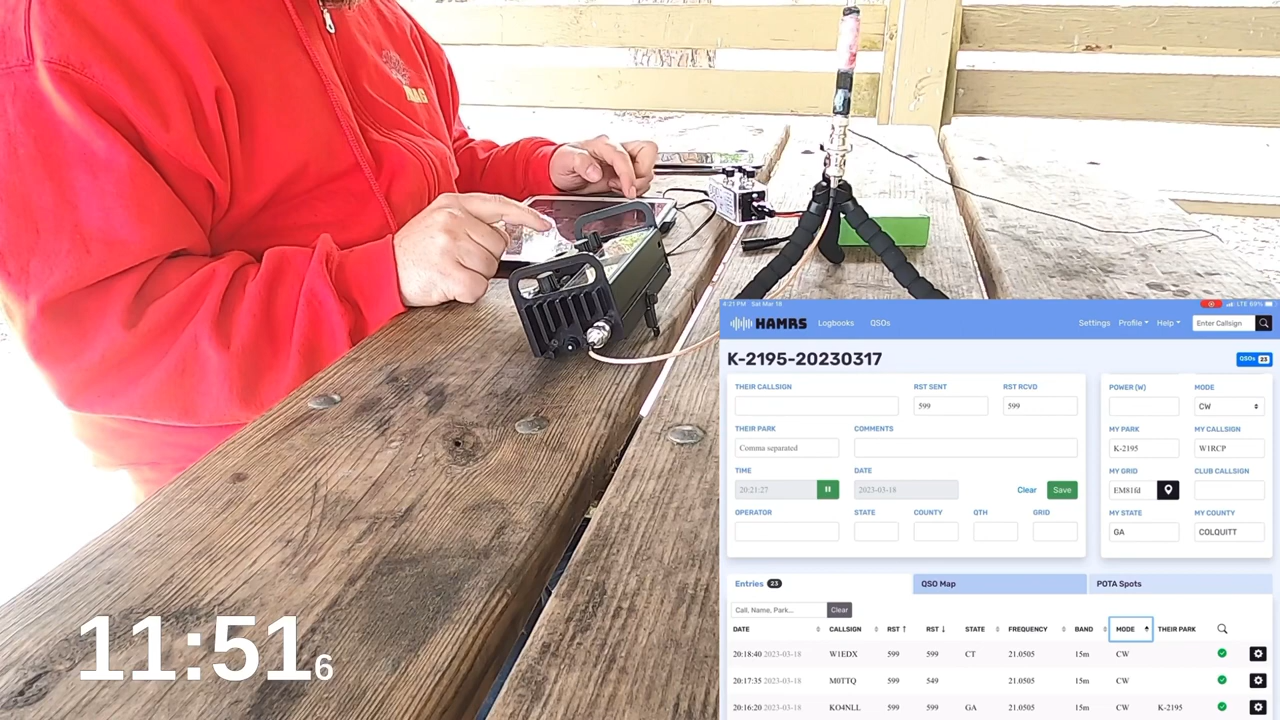 4:21 PM Sat Mar 18 LTE 69%
HAMRS Logbooks QSOs Settings Profile Help Enter Callsign
K-2195-20230317 QSOs 23
THEIR CALLSIGN RST SENT RST RCVD POWER (W) MODE
599 599 CW
THEIR PARK COMMENTS MY PARK MY CALLSIGN
Comma separated K-2195 W1RCP
TIME DATE MY GRID CLUB CALLSIGN
20:21:27 2023-03-18 Clear Save EM81fd
OPERATOR STATE COUNTY QTH GRID MY STATE MY COUNTY
GA COLQUITT
Entries 23 QSO Map POTA Spots
Call, Name, Park... Clear
DATE CALLSIGN RST ↑ RST ↓ STATE FREQUENCY BAND MODE THEIR PARK
20:18:40 2023-03-18 W1EDX 599 599 CT 21.0505 15m CW
20:17:35 2023-03-18 M0TTQ 599 549 21.0505 15m CW
20:16:20 2023-03-18 KO4NLL 599 599 GA 21.0505 15m CW K-2195
11:51 6